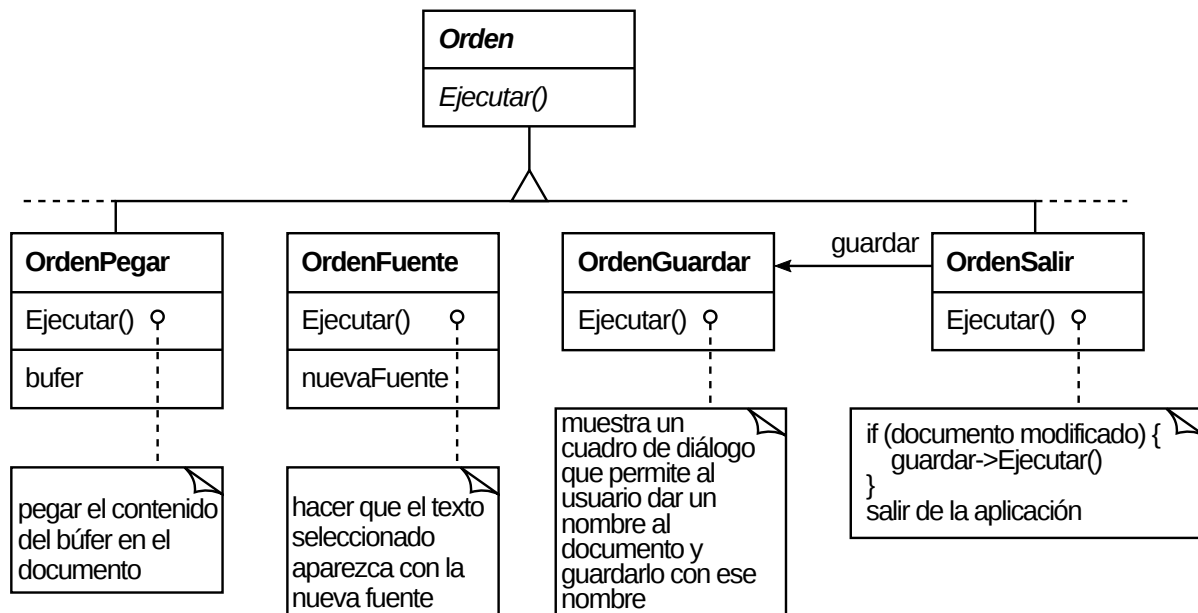 Orden
Ejecutar()
guardar
OrdenPegar
Ejecutar()
bufer
OrdenFuente
Ejecutar()
nuevaFuente
OrdenGuardar
Ejecutar()
OrdenSalir
Ejecutar()
pegar el contenido
del búfer en el
documento
hacer que el texto
seleccionado
aparezca con la
nueva fuente
muestra un
cuadro de diálogo
que permite al
usuario dar un
nombre al
documento y
guardarlo con ese
nombre
if (documento modificado) {
guardar->Ejecutar()
}
salir de la aplicación